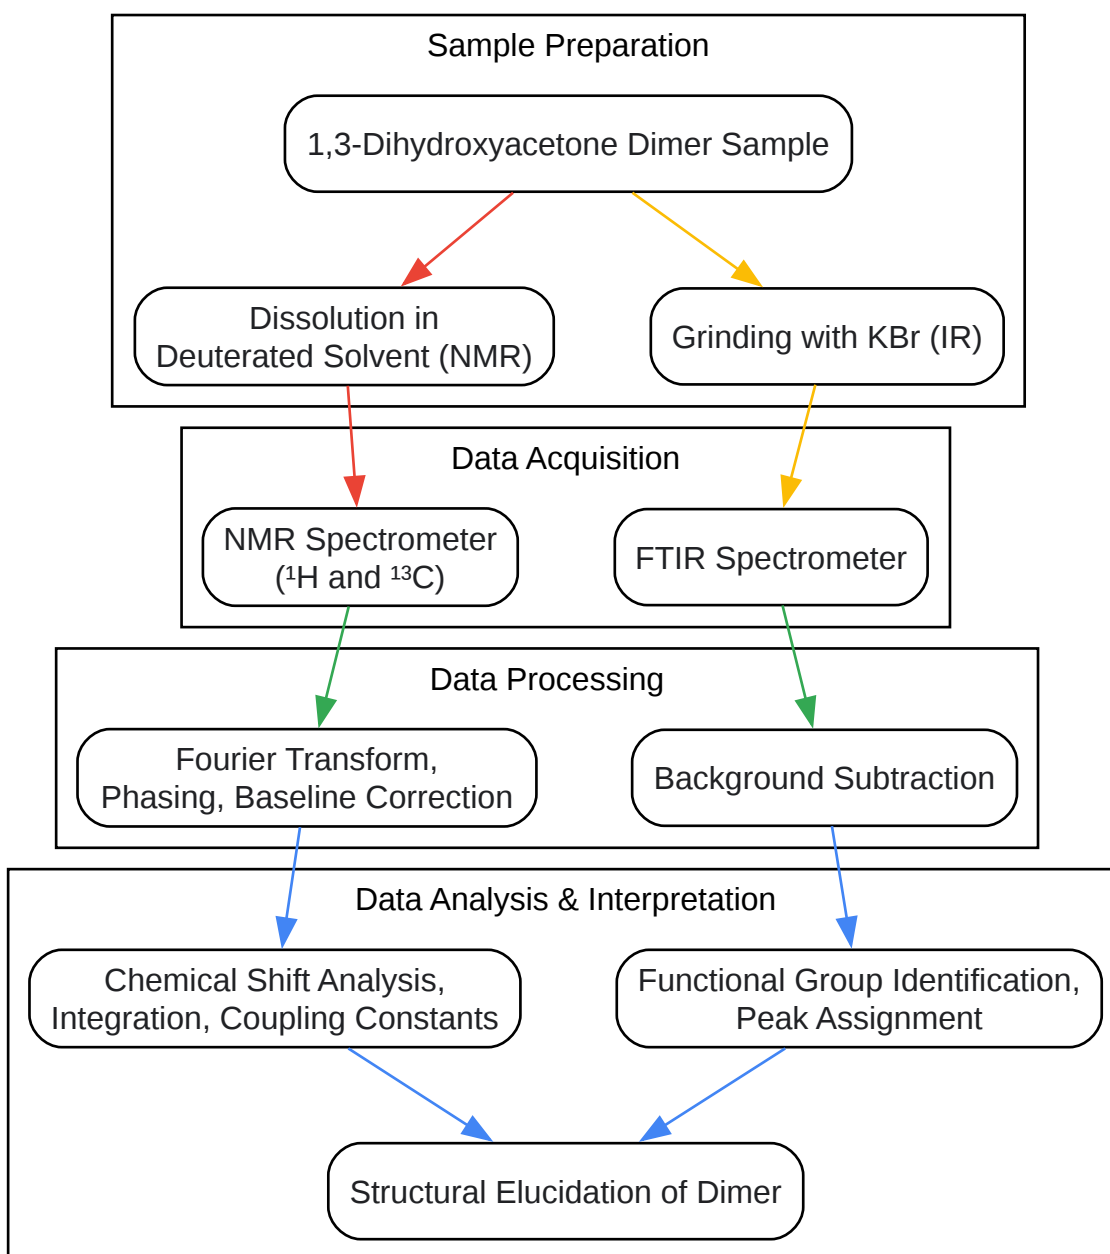 Sample Preparation
1,3-Dihydroxyacetone Dimer Sample
Dissolution in
Deuterated Solvent (NMR)
Grinding with KBr (IR)
Data Acquisition
NMR Spectrometer
(¹H and ¹³C)
FTIR Spectrometer
Data Processing
Fourier Transform,
Phasing, Baseline Correction
Background Subtraction
Data Analysis & Interpretation
Chemical Shift Analysis,
Integration, Coupling Constants
Functional Group Identification,
Peak Assignment
Structural Elucidation of Dimer